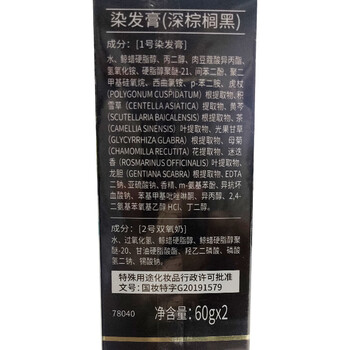 染发膏(深棕榈黑)
成分：[1号染发膏]
水、鲸蜡硬脂醇、丙二醇、肉豆蔻酸异丙酯、
氢氧化铵、硬脂醇聚醚-21、间苯二酚、聚二
甲基硅氧烷、西曲氯铵、p-苯二胺、虎杖
(POLYGONUM CUSPIDATUM) 根提取物、积
雪草 (CENTELLA ASIATICA) 提取物、黄芩
(SCUTELLARIA BAICALENSIS) 根提取物、茶
(CAMELLIA SINENSIS) 叶提取物、光果甘草
(GLYCYRRHIZA GLABRA) 根提取物、母菊
(CHAMOMILLA RECUTITA) 花提取物、迷迭
香 (ROSMARINUS OFFICINALIS) 叶提取物、
龙胆 (GENTIANA SCABRA) 根提取物、EDTA
二钠、亚硫酸钠、香精、m-氨基苯酚、异抗坏
血酸钠、苯基甲基吡唑啉酮、异丙醇、2,4-
二氨基苯氧基乙醇 HCl、丁二醇。
成分：[2号双氧奶]
水、过氧化氢、鲸蜡硬脂醇、鲸蜡硬脂醇聚
醚-20、甘油硬脂酸酯、羟乙二磷酸、磷酸
氢二钠、锡酸钠。
特殊用途化妆品行政许可批准
文号：国妆特字G20191579
78040
净含量：60gx2